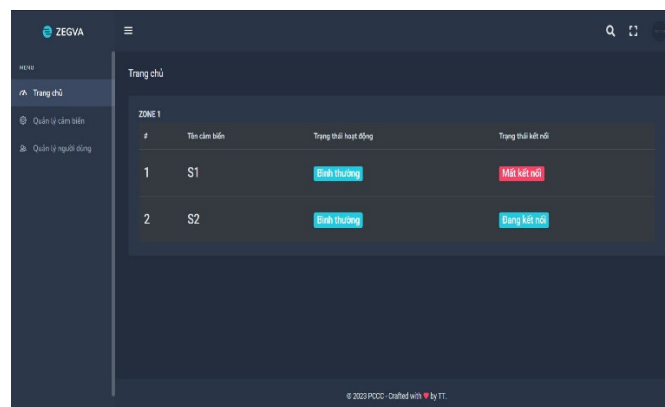 ZEGVA
MENU
Trang chủ
Quản lý cảm biến
Quản lý người dùng
Trang chủ
ZONE 1
# Tên cảm biến Trạng thái hoạt động Trạng thái kết nối
1 S1 Bình thường Mất kết nối
2 S2 Bình thường Đang kết nối
© 2023 PCCC - Crafted with ❤ by TT.